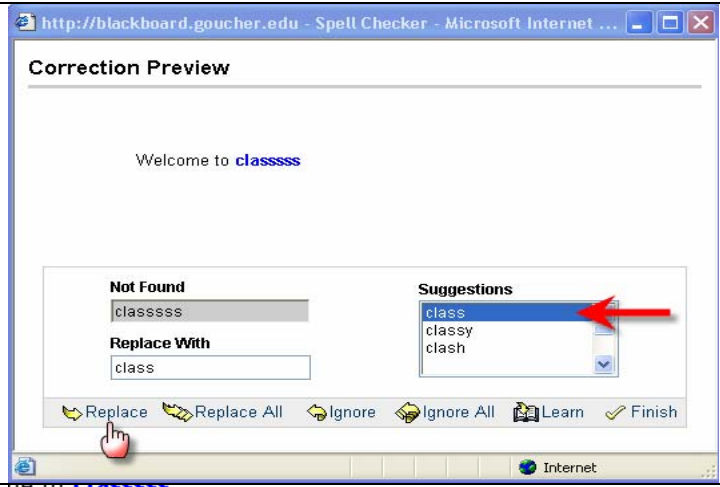 http://blackboard.goucher.edu - Spell Checker - Microsoft Internet ...
Correction Preview
Welcome to classsss
Not Found
classsss
Replace With
class
Suggestions
class
classy
clash
Replace Replace All Ignore Ignore All Learn Finish
Internet